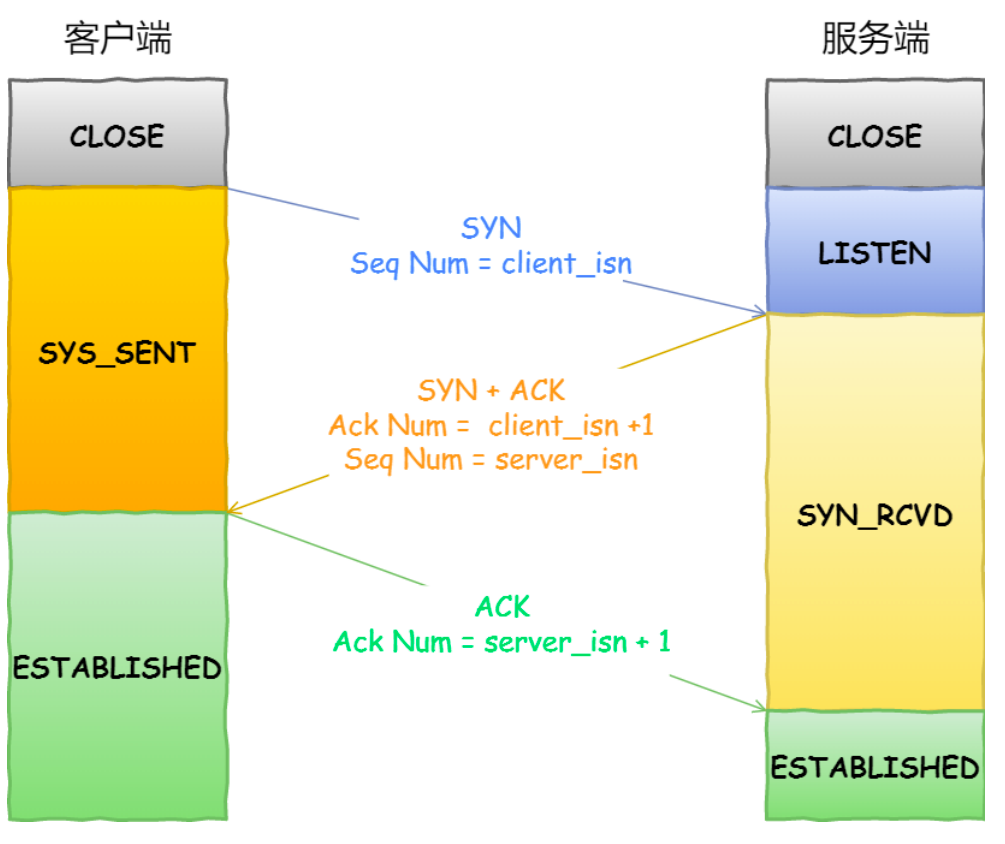 客户端
服务端
CLOSE
CLOSE
SYN
Seq Num = client_isn
LISTEN
SYS_SENT
SYN + ACK
Ack Num = client_isn +1
Seq Num = server_isn
SYN_RCVD
ACK
Ack Num = server_isn + 1
ESTABLISHED
ESTABLISHED